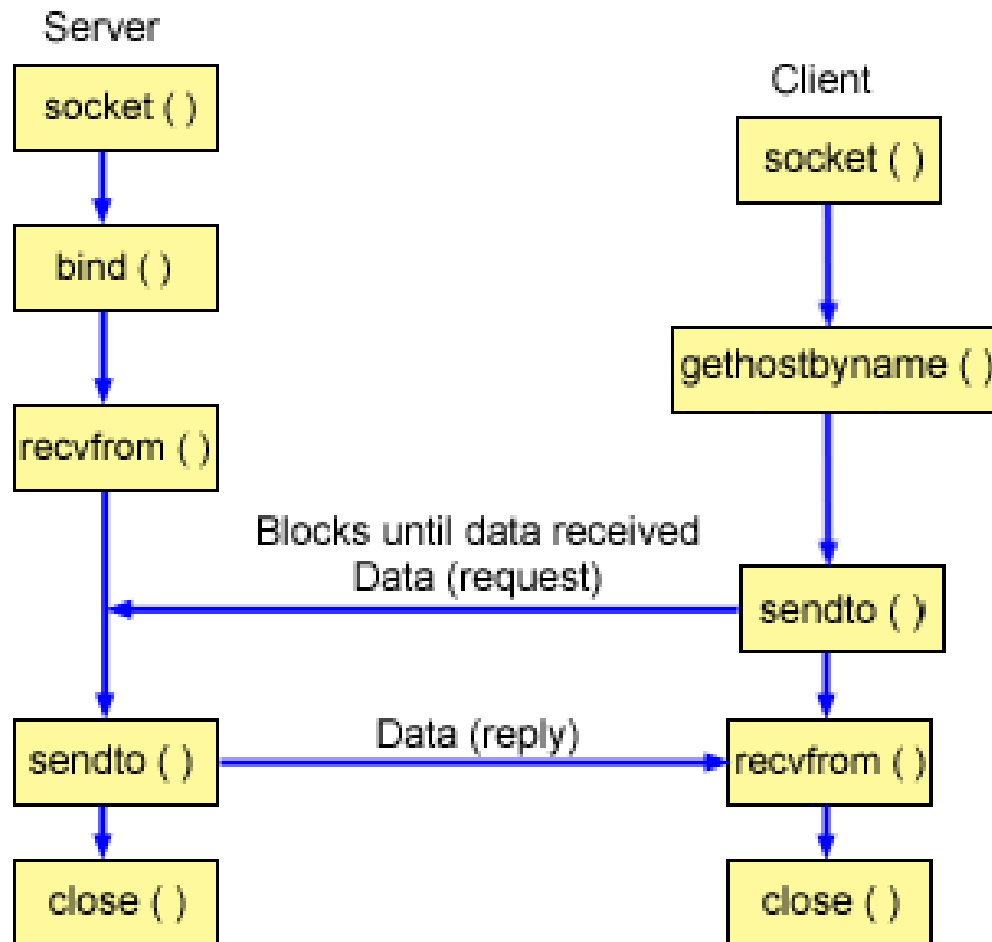 Server
socket ( )
bind ( )
recvfrom ( )
Blocks until data received
Data (request)
sendto ( )
Data (reply)
close ( )
Client
socket ( )
gethostbyname ( )
sendto ( )
recvfrom ( )
close ( )